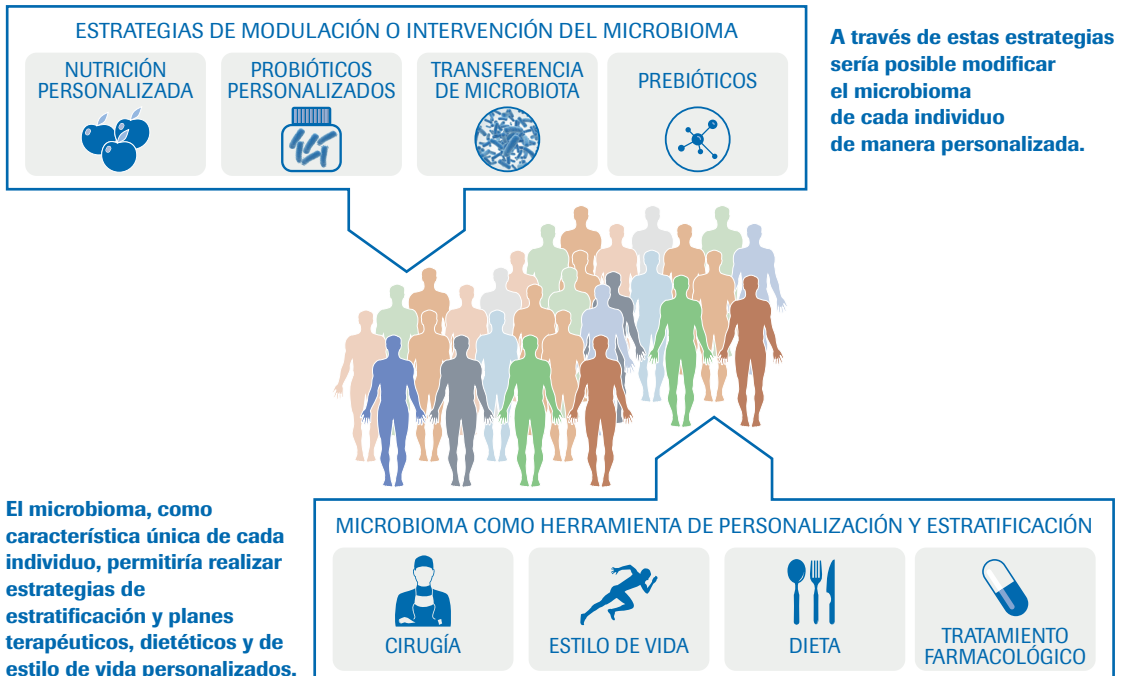 ESTRATEGIAS DE MODULACIÓN O INTERVENCIÓN DEL MICROBIOMA
NUTRICIÓN
PERSONALIZADA
PROBIÓTICOS
PERSONALIZADOS
TRANSFERENCIA
DE MICROBIOTA
PREBIÓTICOS
A través de estas estrategias
sería posible modificar
el microbioma
de cada individuo
de manera personalizada.
El microbioma, como
característica única de cada
individuo, permitiría realizar
estrategias de
estratificación y planes
terapéuticos, dietéticos y de
estilo de vida personalizados.
MICROBIOMA COMO HERRAMIENTA DE PERSONALIZACIÓN Y ESTRATIFICACIÓN
CIRUGÍA
ESTILO DE VIDA
DIETA
TRATAMIENTO
FARMACOLÓGICO